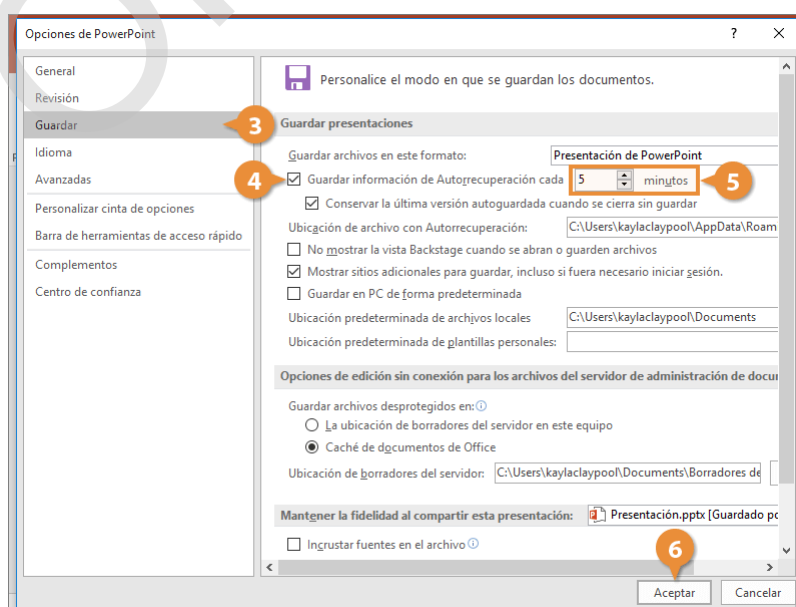 Opciones de PowerPoint ? ×
General
Revisión
Guardar 3
Idioma
Avanzadas
Personalizar cinta de opciones
Barra de herramientas de acceso rápido
Complementos
Centro de confianza
Personalice el modo en que se guardan los documentos.
Guardar presentaciones
Guardar archivos en este formato: Presentación de PowerPoint
4 Guardar información de Autorrecuperación cada 5 minutos 5
Conservar la última versión autoguardada cuando se cierra sin guardar
Ubicación de archivo con Autorrecuperación: C:\Users\kaylaclaypool\AppData\Roam
No mostrar la vista Backstage cuando se abran o guarden archivos
Mostrar sitios adicionales para guardar, incluso si fuera necesario iniciar sesión.
Guardar en PC de forma predeterminada
Ubicación predeterminada de archivos locales C:\Users\kaylaclaypool\Documents
Ubicación predeterminada de plantillas personales:
Opciones de edición sin conexión para los archivos del servidor de administración de docu
Guardar archivos desprotegidos en:
La ubicación de borradores del servidor en este equipo
Caché de documentos de Office
Ubicación de borradores del servidor: C:\Users\kaylaclaypool\Documents\Borradores de
Mantener la fidelidad al compartir esta presentación: Presentación.pptx [Guardado po
Incrustar fuentes en el archivo
6
Aceptar Cancelar